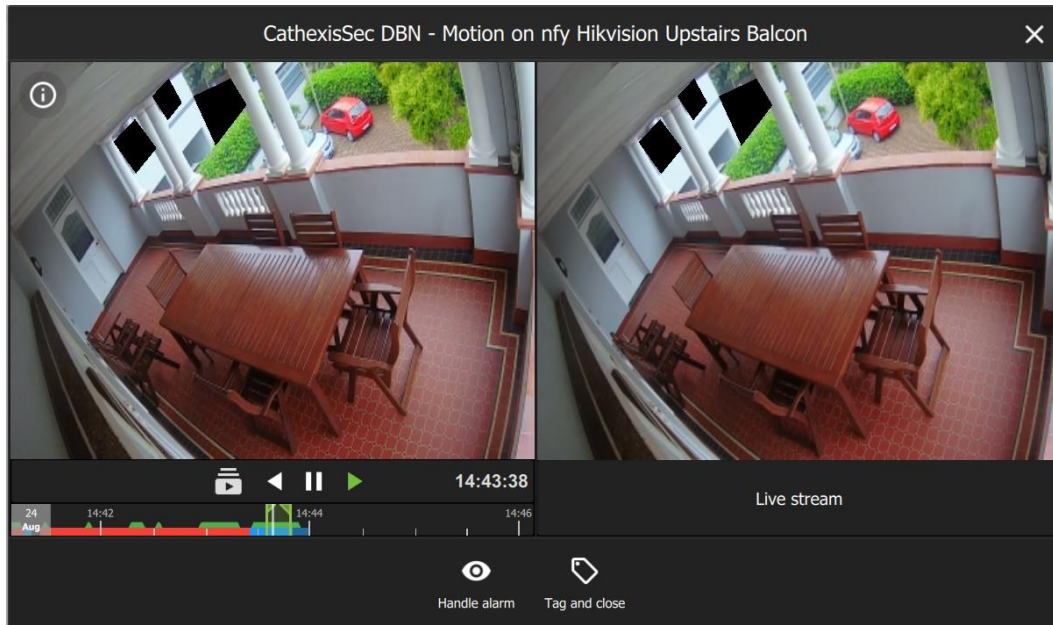 CathexisSec DBN - Motion on nfy Hikvision Upstairs Balcon
14:43:38
24
Aug
14:42
14:44
14:46
Live stream
Handle alarm
Tag and close